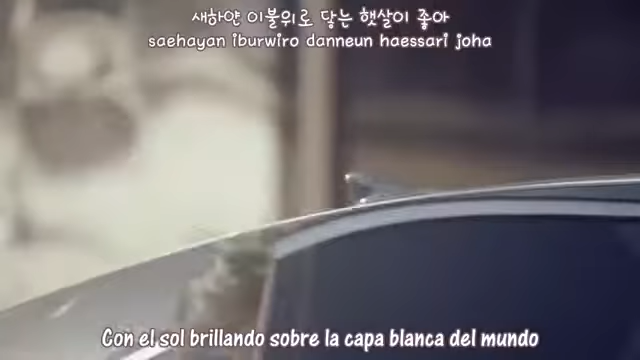 새하얀 이불위로 닿는 햇살이 좋아
saehayan iburwiro danneun haessari joha
Con el sol brillando sobre la capa blanca del mundo